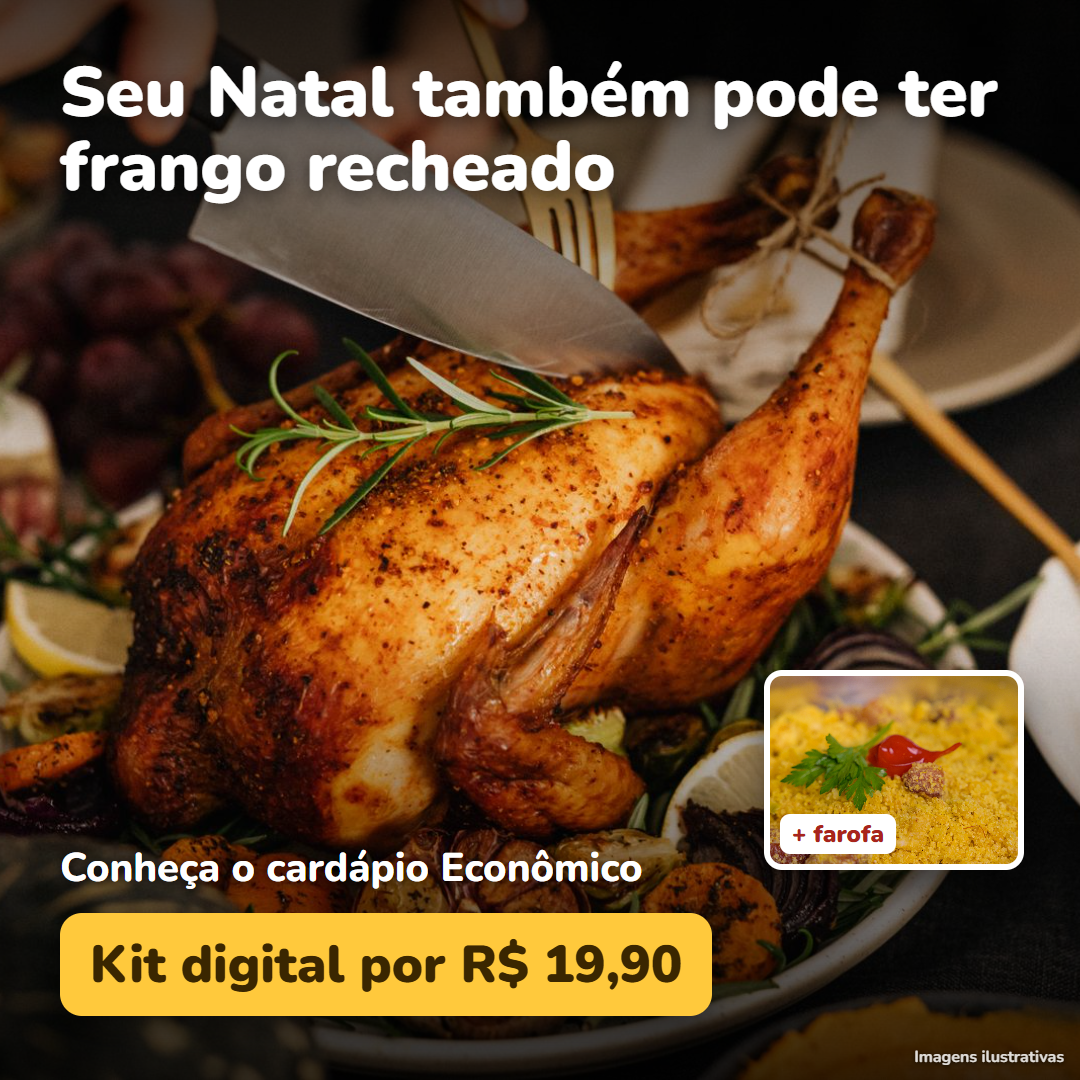 Seu Natal também pode ter
frango recheado
+ farofa
Conheça o cardápio Econômico
Kit digital por R$ 19,90
Imagens ilustrativas